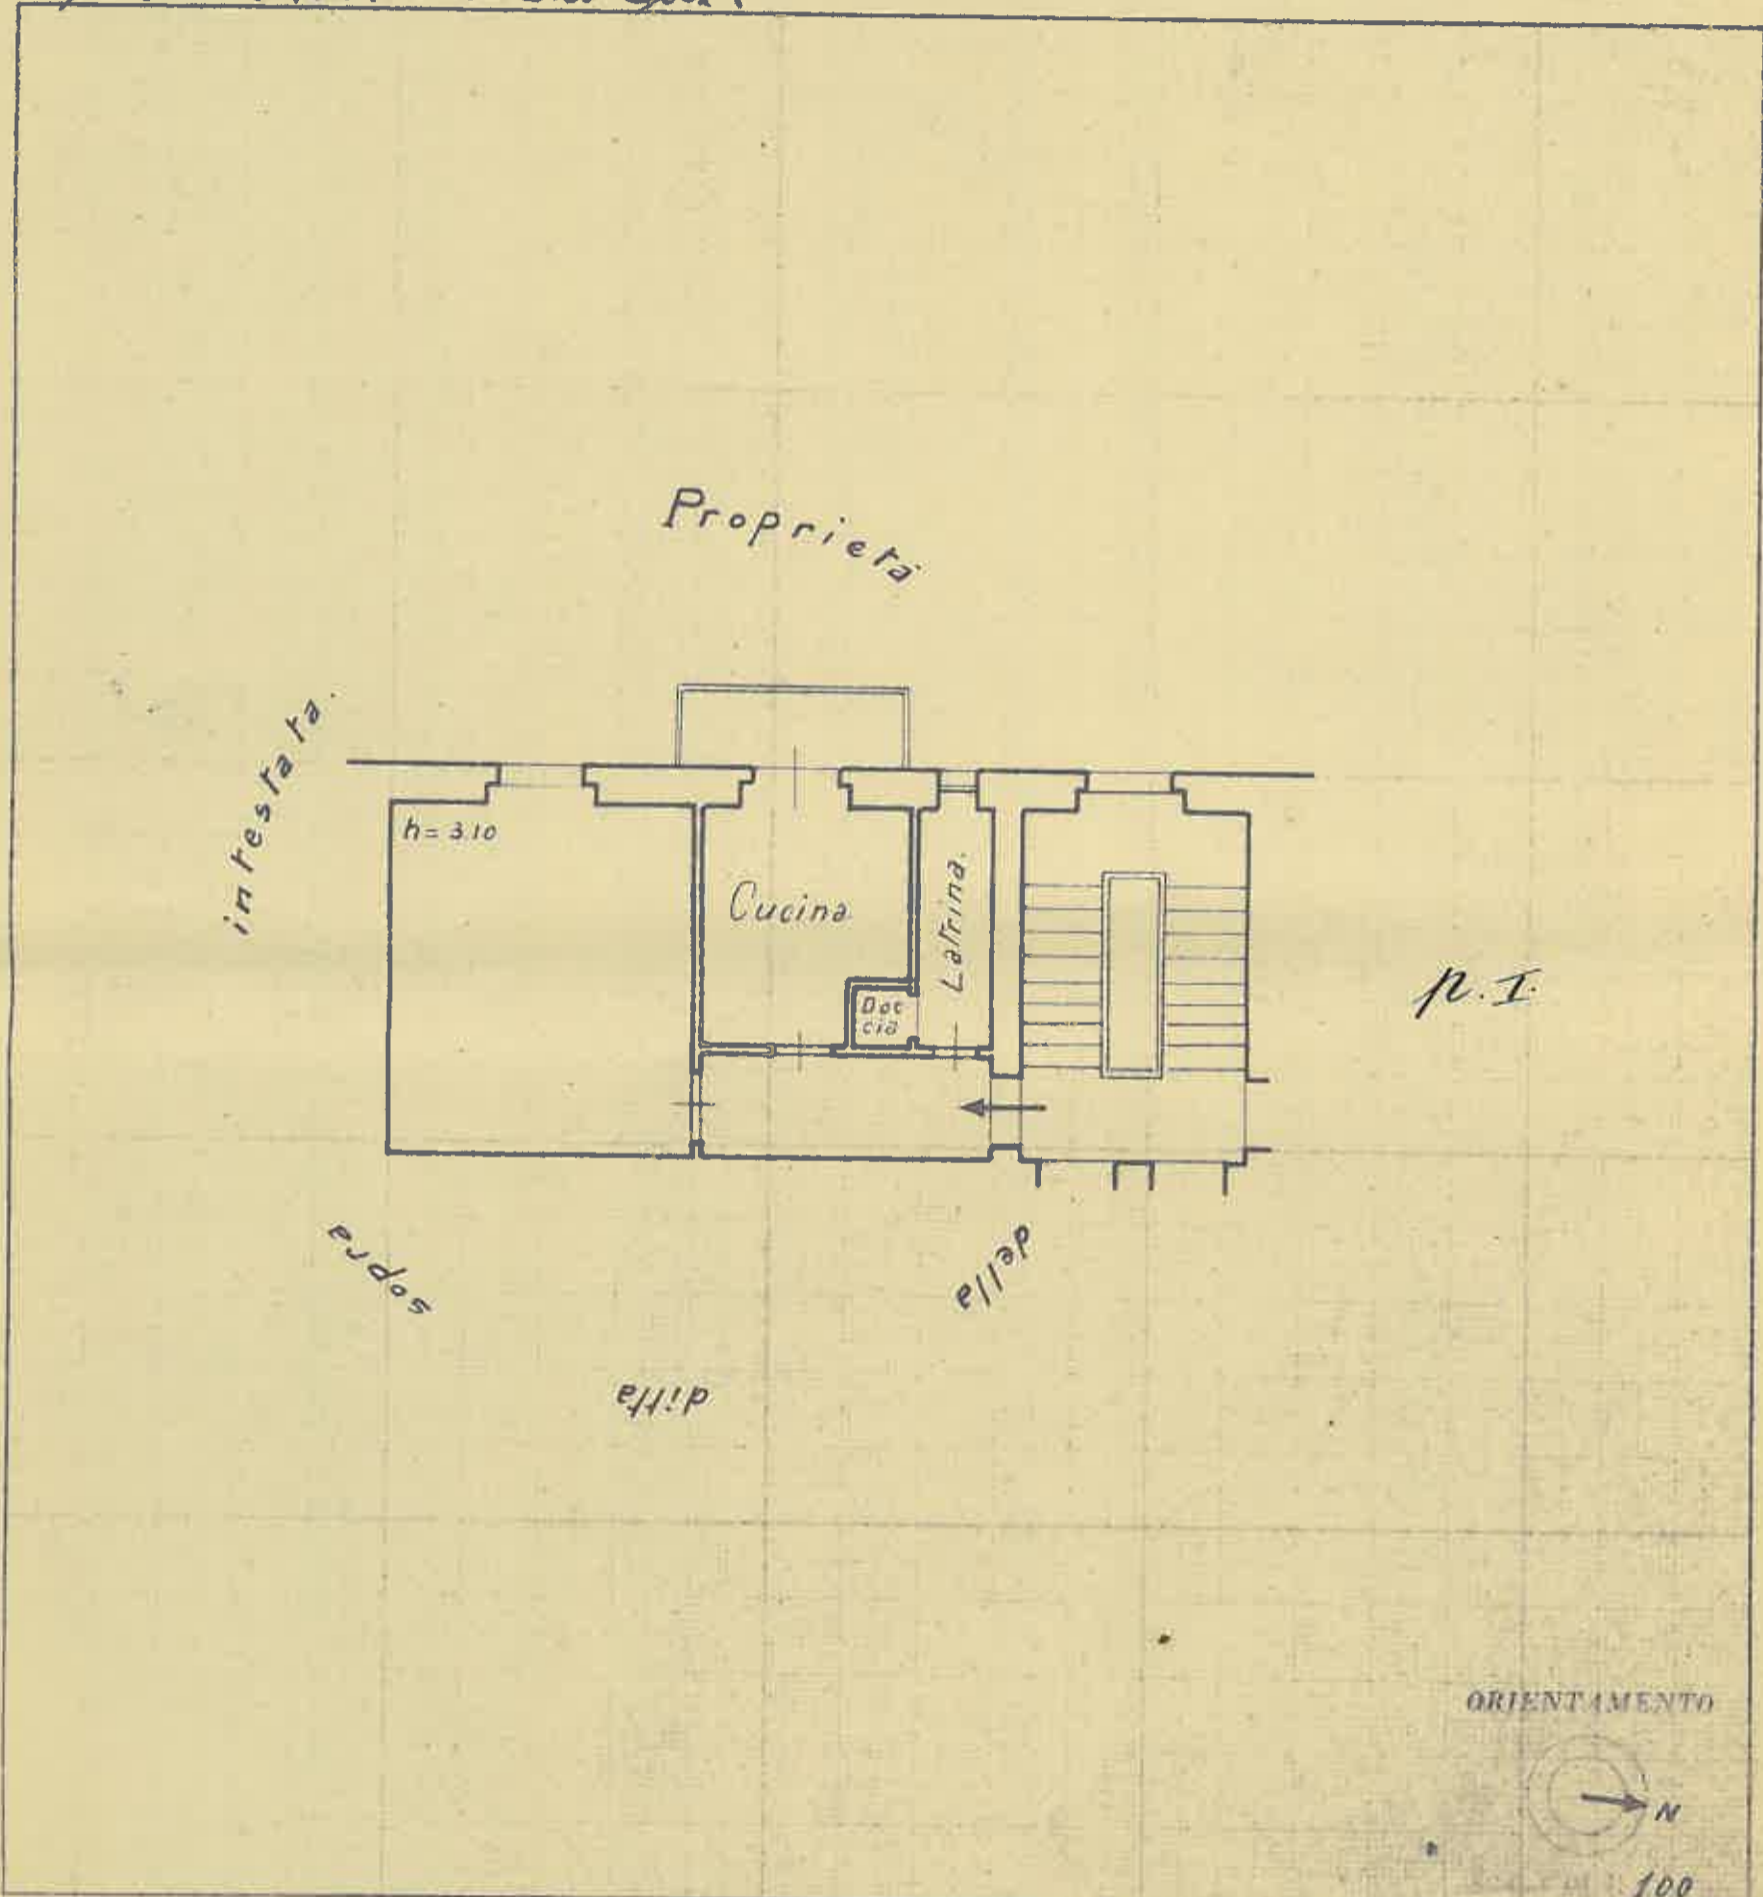 Proprietà
intestata.
h= 3.10
Cucina
Latrina.
Doc
cia
p. I.
sopra
della
ditta
ORIENTAMENTO
N
100